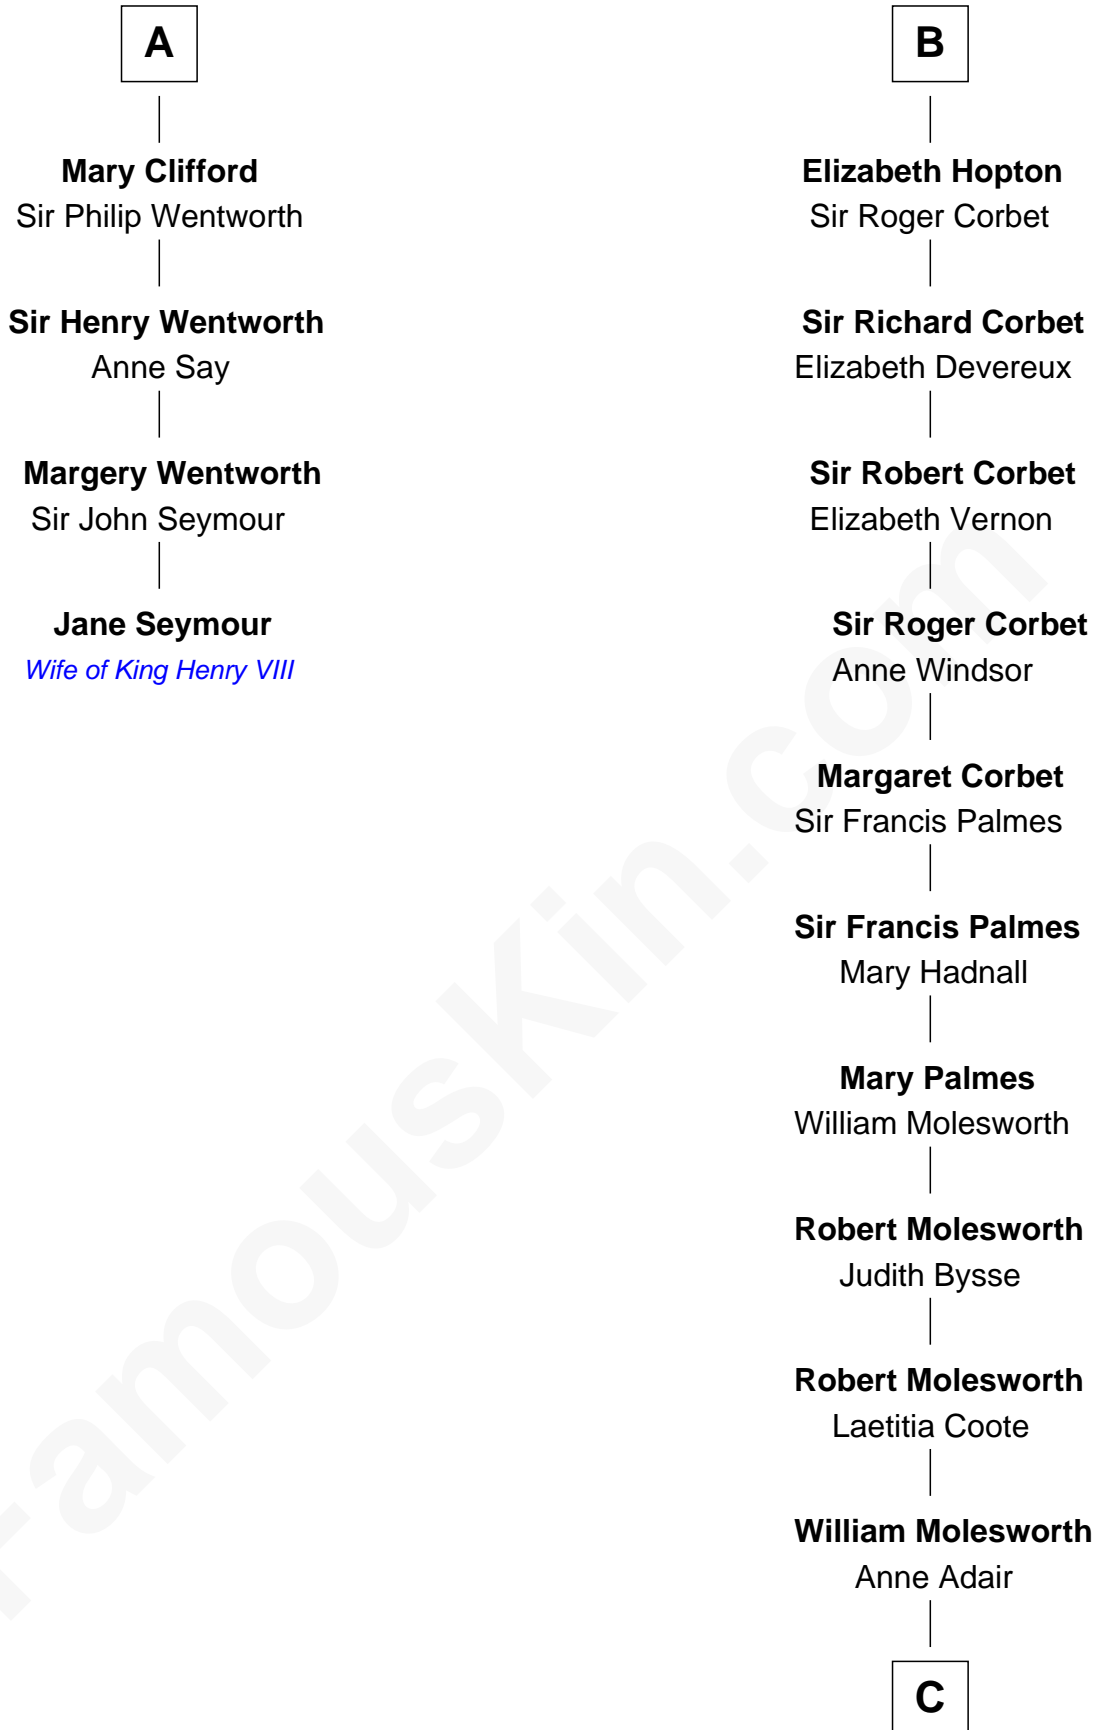 A
Mary Clifford
Sir Philip Wentworth
Sir Henry Wentworth
Anne Say
Margery Wentworth
Sir John Seymour
Jane Seymour
Wife of King Henry VIII
B
Elizabeth Hopton
Sir Roger Corbet
Sir Richard Corbet
Elizabeth Devereux
Sir Robert Corbet
Elizabeth Vernon
Sir Roger Corbet
Anne Windsor
Margaret Corbet
Sir Francis Palmes
Sir Francis Palmes
Mary Hadnall
Mary Palmes
William Molesworth
Robert Molesworth
Judith Bysse
Robert Molesworth
Laetitia Coote
William Molesworth
Anne Adair
C
FamousKin.com